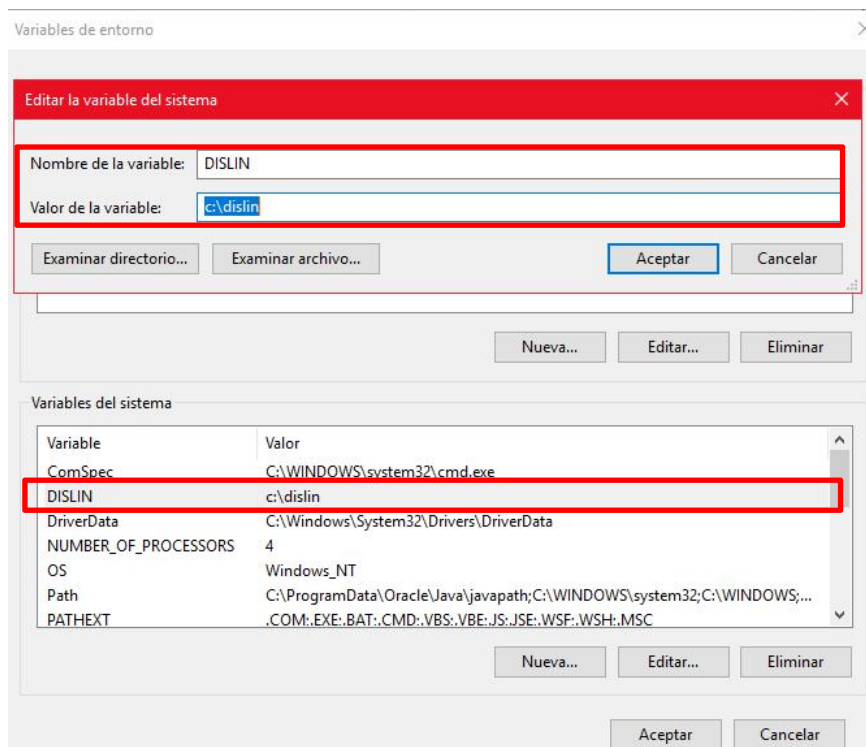 Variables de entorno
Editar la variable del sistema
Nombre de la variable: DISLIN
Valor de la variable: c:\dislin
Examinar directorio... Examinar archivo... Aceptar Cancelar
Nueva... Editar... Eliminar
Variables del sistema
Variable Valor
ComSpec C:\WINDOWS\system32\cmd.exe
DISLIN c:\dislin
DriverData C:\Windows\System32\Drivers\DriverData
NUMBER_OF_PROCESSORS 4
OS Windows_NT
Path C:\ProgramData\Oracle\Java\javapath;C:\WINDOWS\system32;C:\WINDOWS;...
PATHEXT .COM;.EXE;.BAT;.CMD;.VBS;.VBE;.JS;.JSE;.WSF;.WSH;.MSC
Nueva... Editar... Eliminar
Aceptar Cancelar